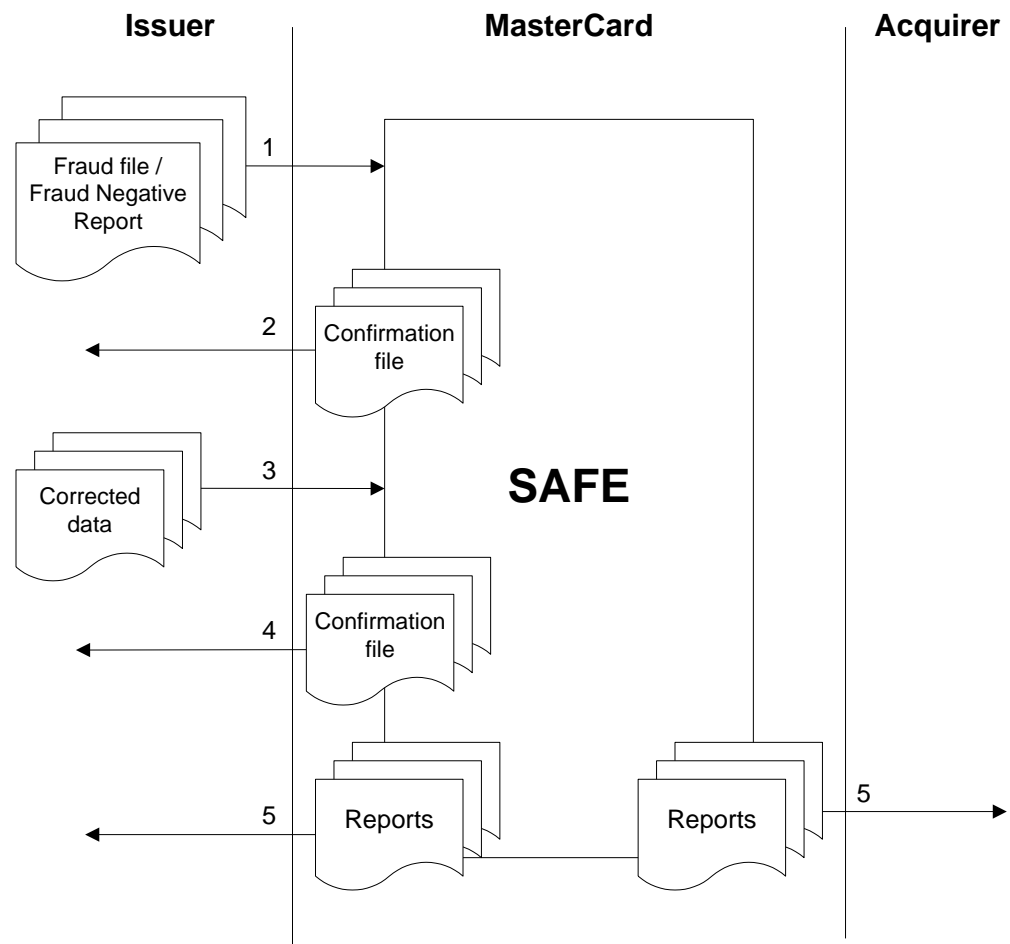 Issuer
MasterCard
Acquirer
1
Fraud file /
Fraud Negative
Report
2
Confirmation
file
3
Corrected
data
SAFE
4
Confirmation
file
5
Reports
Reports
5